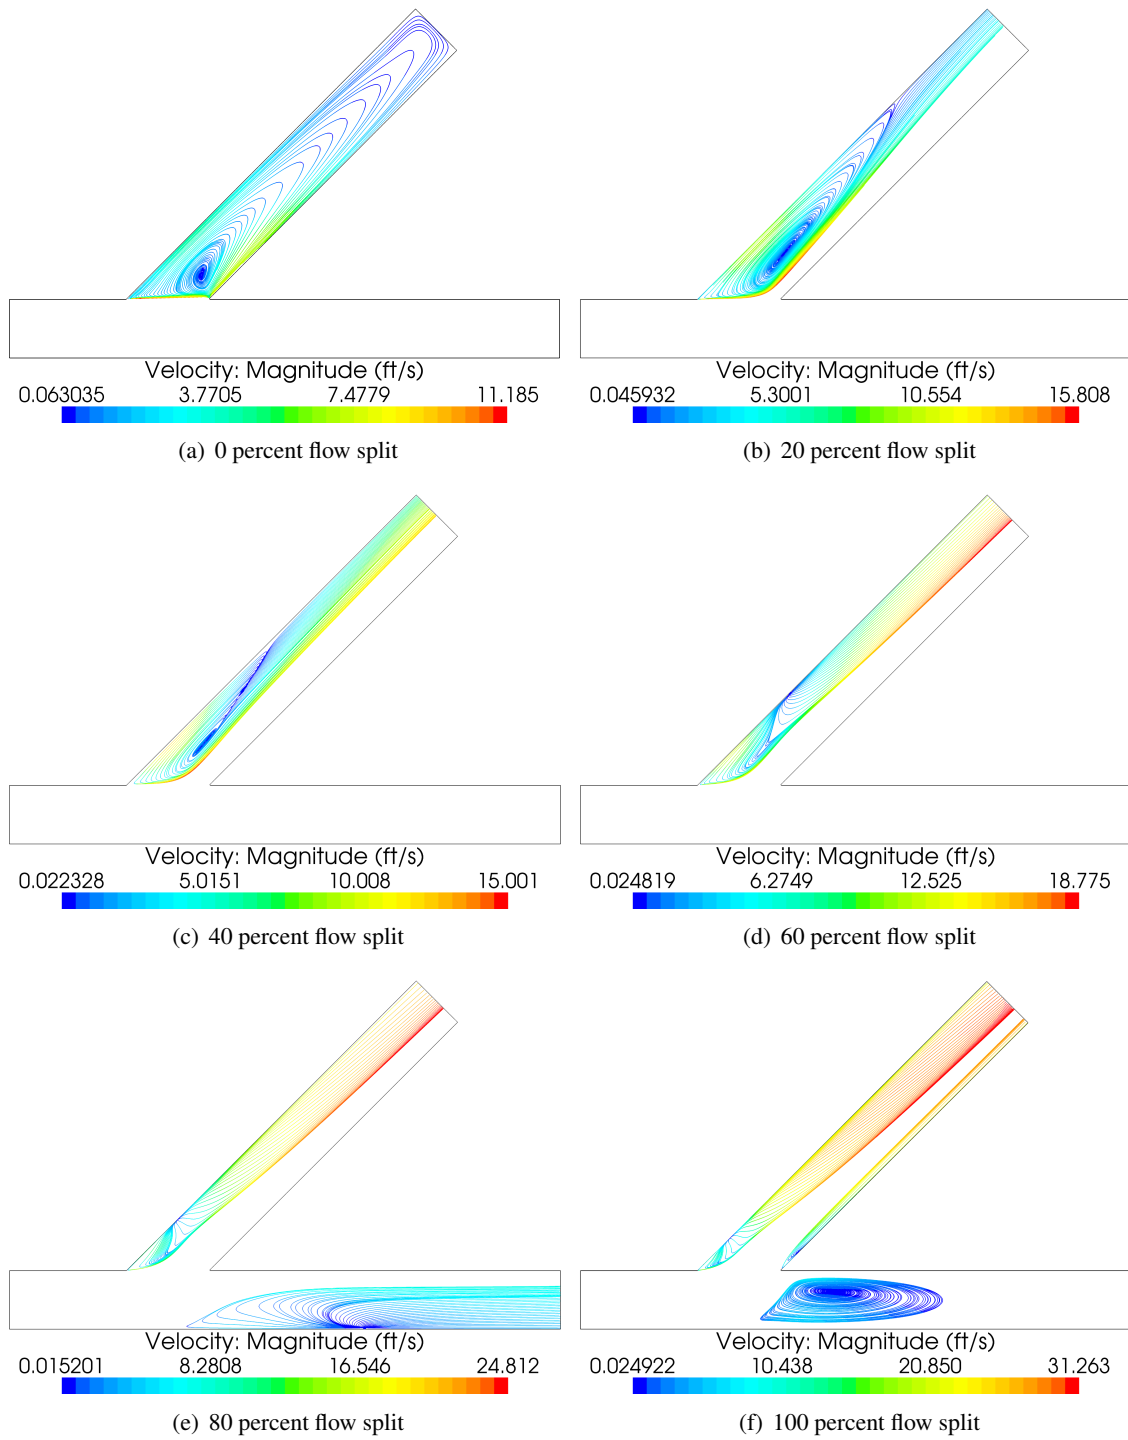 Velocity: Magnitude (ft/s)
0.063035 3.7705 7.4779 11.185
(a) 0 percent flow split
Velocity: Magnitude (ft/s)
0.045932 5.3001 10.554 15.808
(b) 20 percent flow split
Velocity: Magnitude (ft/s)
0.022328 5.0151 10.008 15.001
(c) 40 percent flow split
Velocity: Magnitude (ft/s)
0.024819 6.2749 12.525 18.775
(d) 60 percent flow split
Velocity: Magnitude (ft/s)
0.015201 8.2808 16.546 24.812
(e) 80 percent flow split
Velocity: Magnitude (ft/s)
0.024922 10.438 20.850 31.263
(f) 100 percent flow split